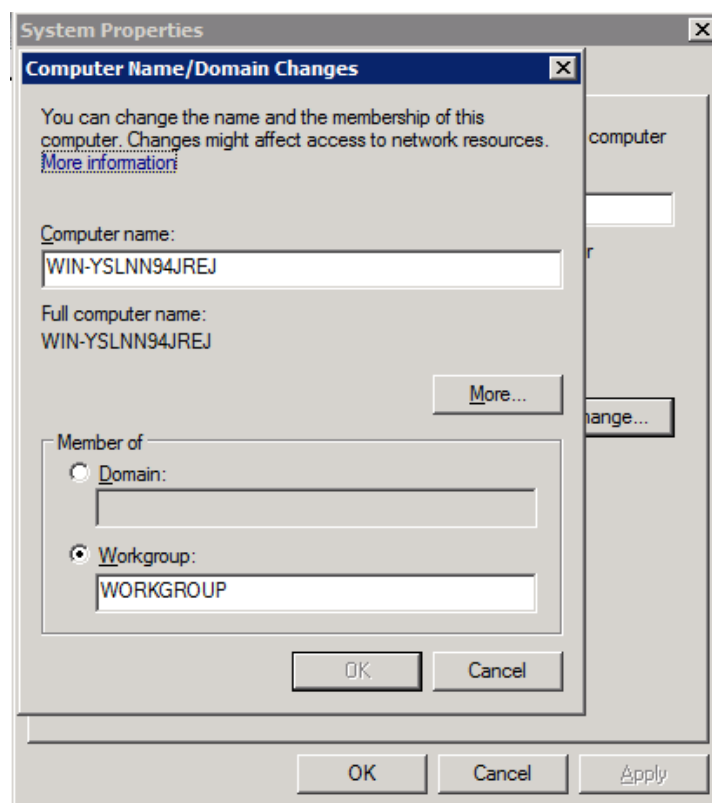 System Properties
Computer Name/Domain Changes
You can change the name and the membership of this
computer. Changes might affect access to network resources.
More information
computer
Computer name:
WIN-YSLNN94JREJ
r
Full computer name:
WIN-YSLNN94JREJ
More...
hange...
Member of
Domain:
Workgroup:
WORKGROUP
OK
Cancel
OK
Cancel
Apply